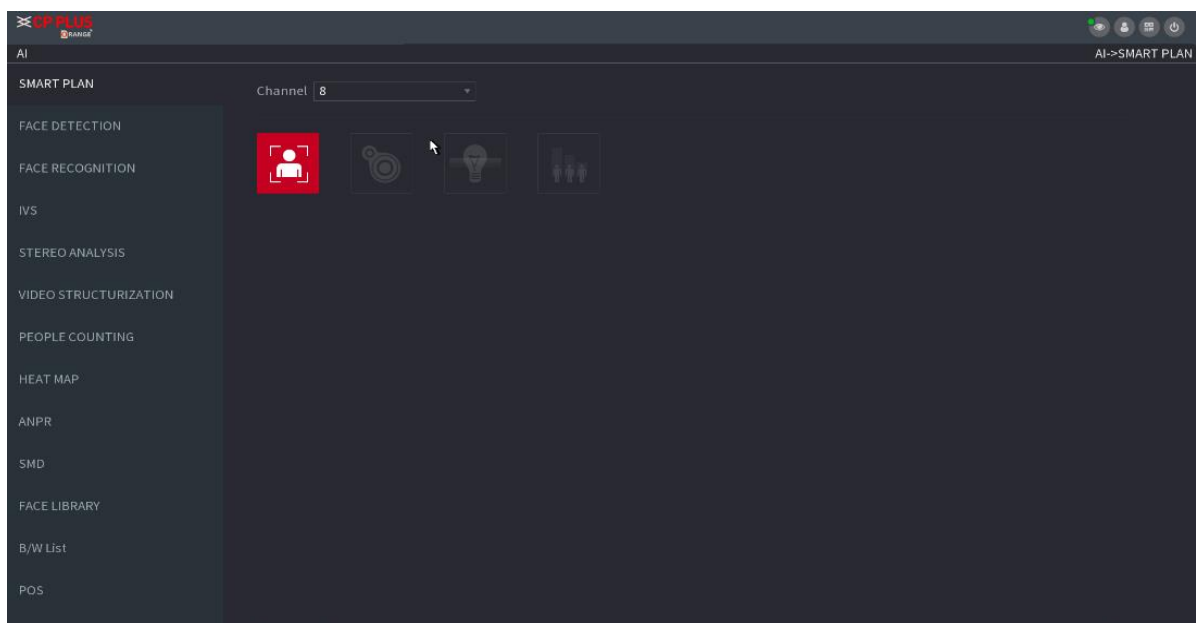 CP PLUS
ORANGE
AI
AI->SMART PLAN
SMART PLAN
Channel 8
FACE DETECTION
FACE RECOGNITION
IVS
STEREO ANALYSIS
VIDEO STRUCTURIZATION
PEOPLE COUNTING
HEAT MAP
ANPR
SMD
FACE LIBRARY
B/W List
POS